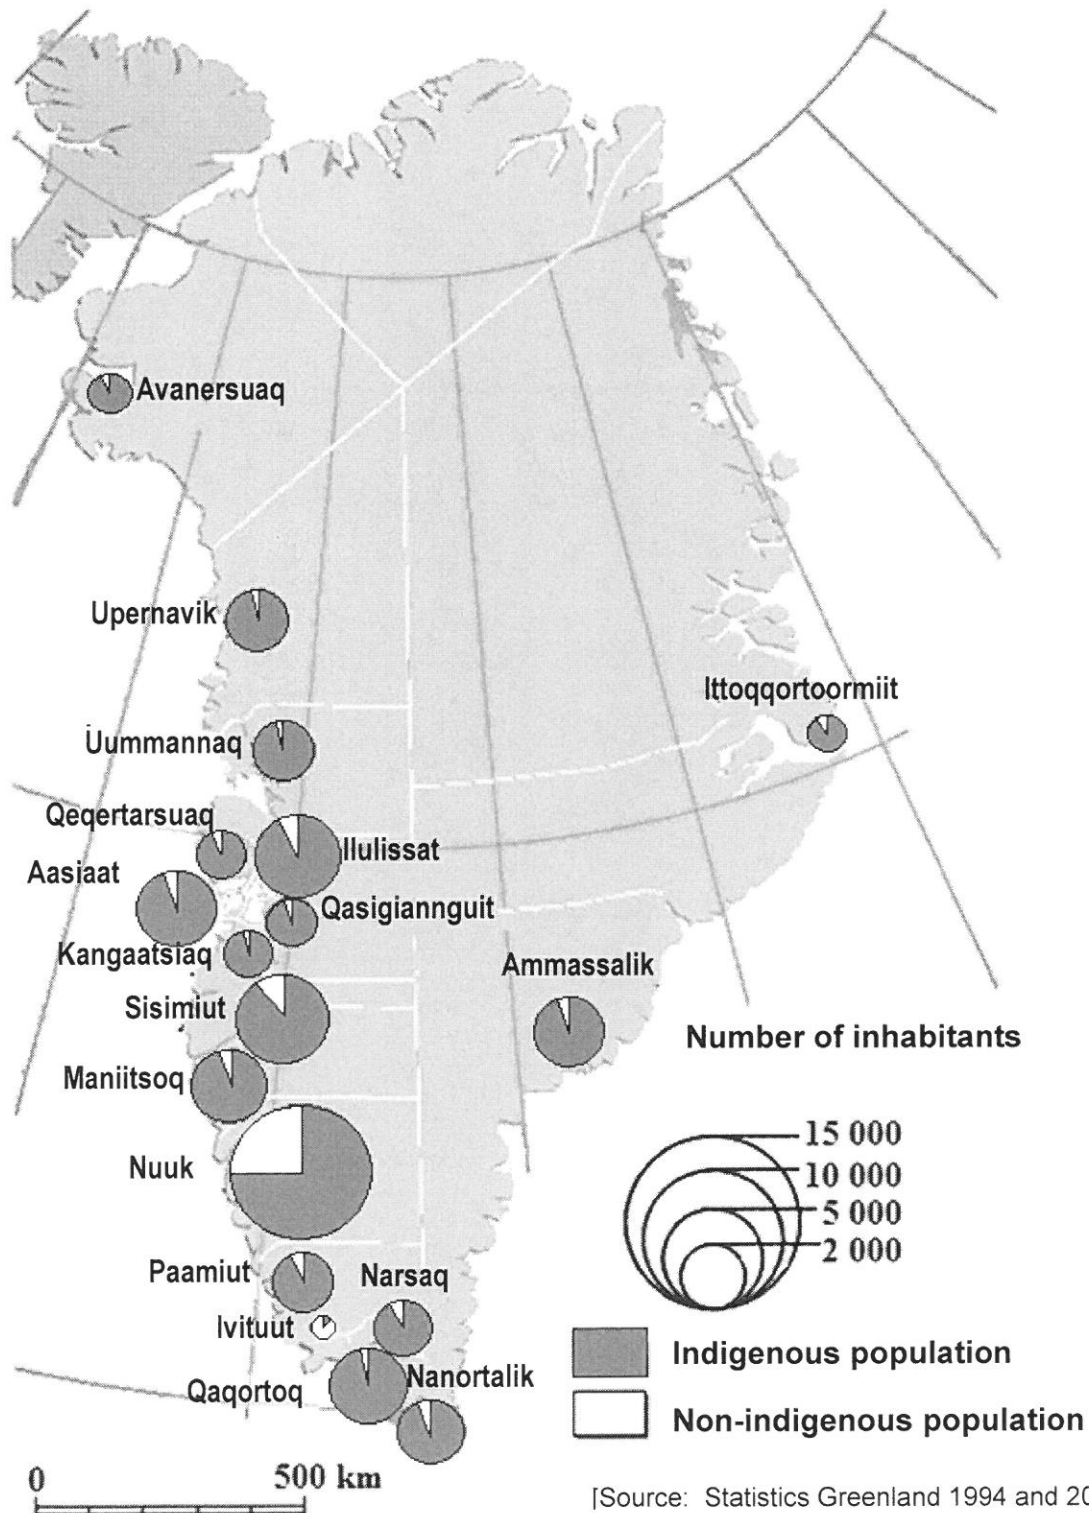 Avanersuaq
Upernavik
Ittoqqortoormiit
Uummannaq
Qeqertarsuaq
Ilulissat
Aasiaat
Qasigiannguit
Kangaatsiaq
Ammassalik
Sisimiut
Number of inhabitants
Maniitsoq
15 000
Nuuk
10 000
5 000
2 000
Paamiut
Narsaq
Ivituut
Indigenous population
Qaqortoq
Nanortalik
Non-indigenous population
0
500 km
[Source: Statistics Greenland 1994 and 20